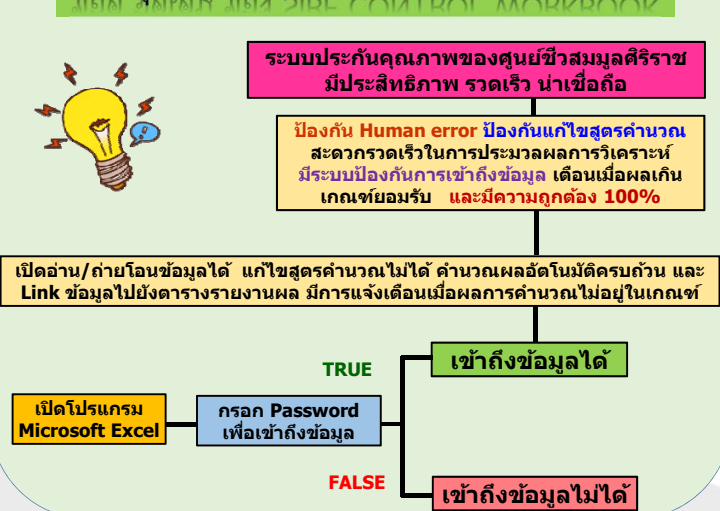 SIRE CONTROL WORKBOOK
ระบบประกันคุณภาพของศูนย์ชีวสมมูลศิริราช
มีประสิทธิภาพ รวดเร็ว น่าเชื่อถือ
ป้องกัน Human error ป้องกันแก้ไขสูตรคำนวณ
สะดวกรวดเร็วในการประมวลผลการวิเคราะห์
มีระบบป้องกันการเข้าถึงข้อมูล เตือนเมื่อผลเกิน
เกณฑ์ยอมรับ และมีความถูกต้อง 100%
เปิดอ่าน/ถ่ายโอนข้อมูลได้ แก้ไขสูตรคำนวณไม่ได้ คำนวณผลอัตโนมัติครบถ้วน และ
Link ข้อมูลไปยังตารางรายงานผล มีการแจ้งเตือนเมื่อผลการคำนวณไม่อยู่ในเกณฑ์
TRUE
เข้าถึงข้อมูลได้
เปิดโปรแกรม
Microsoft Excel
กรอก Password
เพื่อเข้าถึงข้อมูล
FALSE
เข้าถึงข้อมูลไม่ได้